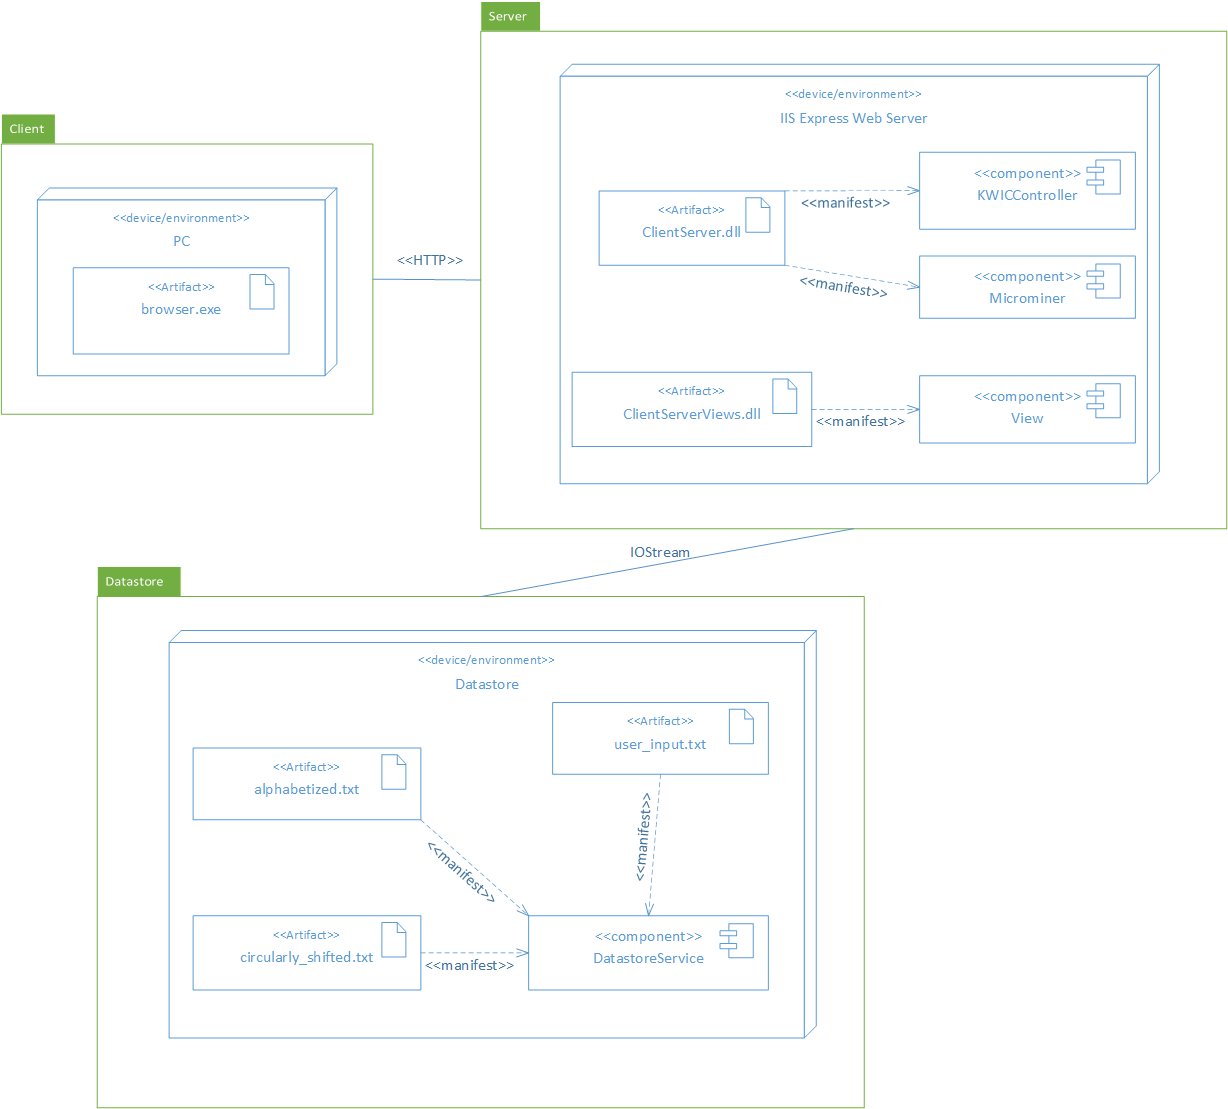 Server
<<device/environment>>
IIS Express Web Server
<<component>>
KWICController
<<Artifact>>
ClientServer.dll
<<manifest>>
<<manifest>>
<<component>>
Microminer
<<Artifact>>
ClientServerViews.dll
<<manifest>>
<<component>>
View
Client
<<device/environment>>
PC
<<Artifact>>
browser.exe
<<HTTP>>
IOStream
Datastore
<<device/environment>>
Datastore
<<Artifact>>
user_input.txt
<<Artifact>>
alphabetized.txt
<<manifest>>
<<manifest>>
<<Artifact>>
circularly_shifted.txt
<<manifest>>
<<component>>
DatastoreService